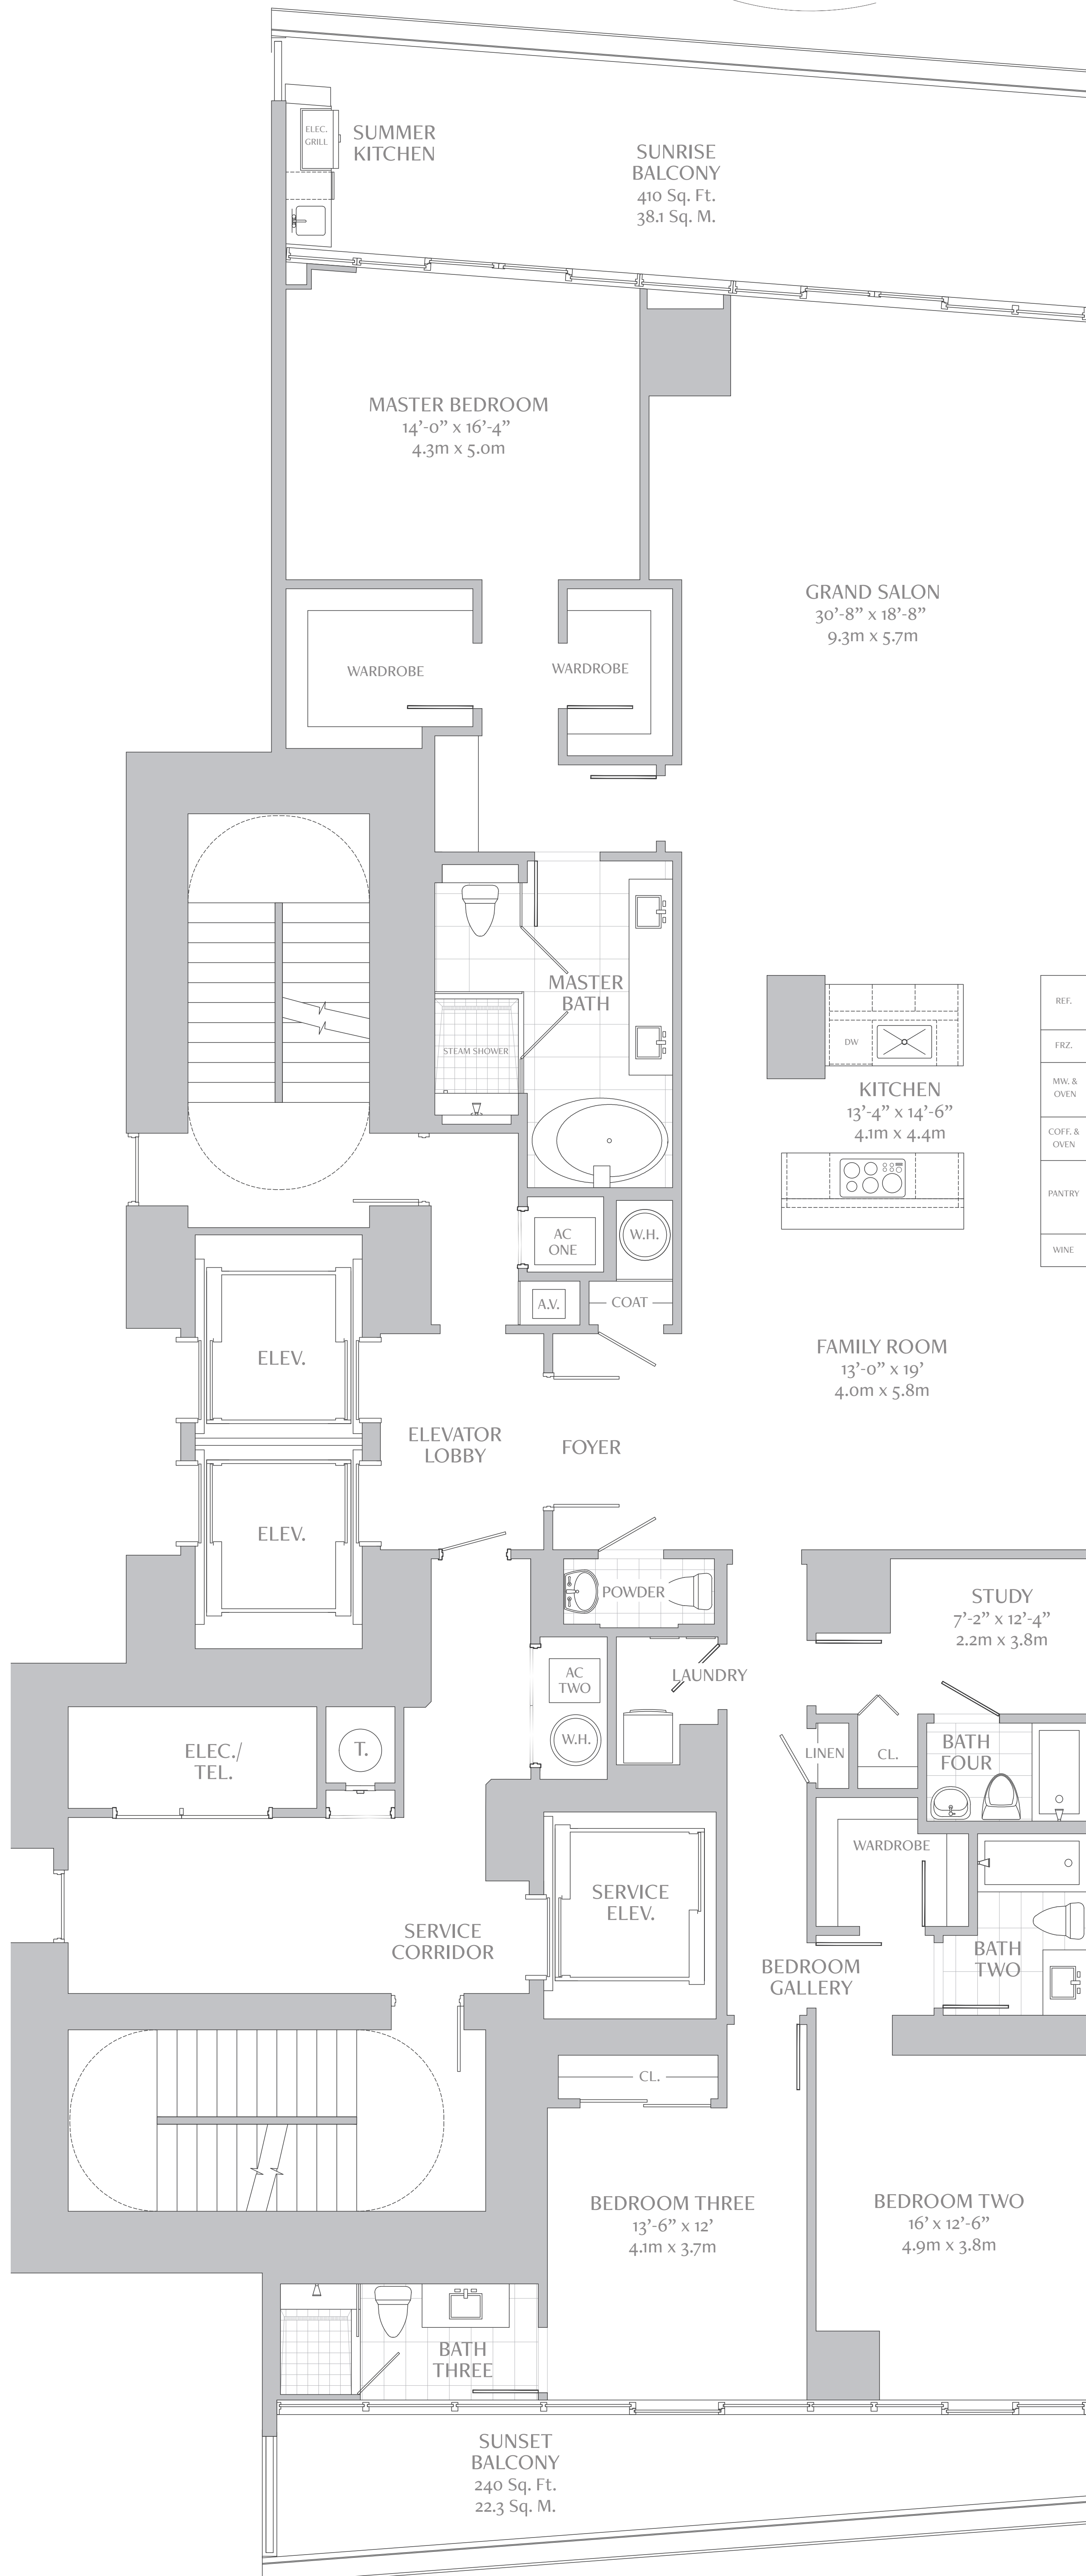 ELEC.
GRILL
SUMMER
KITCHEN
SUNRISE
BALCONY
410 Sq. Ft.
38.1 Sq. M.
MASTER BEDROOM
14’-0” x 16’-4”
4.3m x 5.0m
GRAND SALON
30’-8” x 18’-8”
9.3m x 5.7m
WARDROBE
WARDROBE
MASTER
BATH
STEAM SHOWER
DW
KITCHEN
13’-4” x 14’-6”
4.1m x 4.4m
REF.
FRZ.
MW. &
OVEN
COFF. &
OVEN
PANTRY
WINE
AC
ONE
W.H.
A.V.
COAT
ELEV.
FAMILY ROOM
13’-0” x 19’
4.0m x 5.8m
ELEVATOR
LOBBY
FOYER
ELEV.
POWDER
STUDY
7’-2” x 12’-4”
2.2m x 3.8m
AC
TWO
LAUNDRY
W.H.
ELEC./
TEL.
T.
LINEN
CL.
BATH
FOUR
WARDROBE
SERVICE
ELEV.
SERVICE
CORRIDOR
BEDROOM
GALLERY
BATH
TWO
CL.
BEDROOM THREE
13’-6” x 12’
4.1m x 3.7m
BEDROOM TWO
16’ x 12’-6”
4.9m x 3.8m
BATH
THREE
SUNSET
BALCONY
240 Sq. Ft.
22.3 Sq. M.